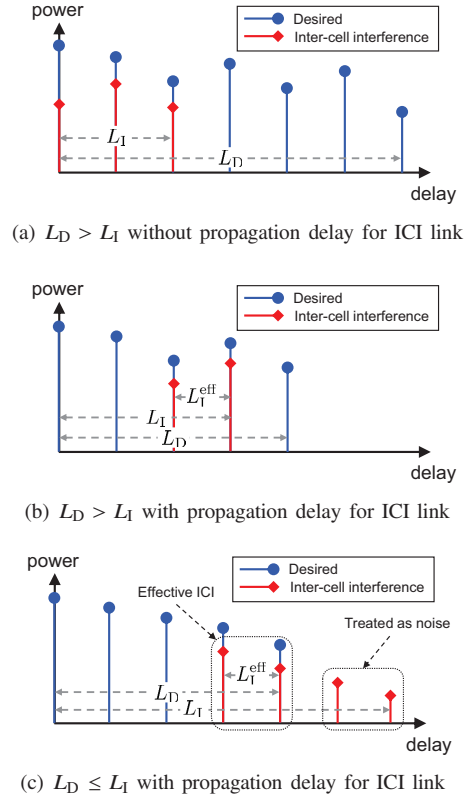 power
Desired
Inter-cell interference
L_I
L_D
delay
(a) L_D > L_I without propagation delay for ICI link
power
Desired
Inter-cell interference
L_I^eff
L_I
L_D
delay
(b) L_D > L_I with propagation delay for ICI link
power
Desired
Inter-cell interference
Effective ICI
Treated as noise
L_I^eff
L_D
L_I
delay
(c) L_D ≤ L_I with propagation delay for ICI link